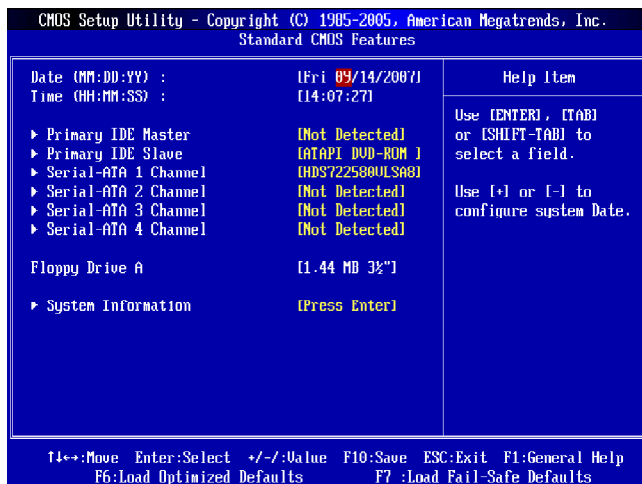 CMOS Setup Utility - Copyright (C) 1985-2005, American Megatrends, Inc.
Standard CMOS Features
Date (MM:DD:YY) : [Fri 09/14/2007]
Time (HH:MM:SS) : [14:07:27]
▶ Primary IDE Master [Not Detected]
▶ Primary IDE Slave [ATAPI DVD-ROM ]
▶ Serial-ATA 1 Channel [HDS722580VLSA8]
▶ Serial-ATA 2 Channel [Not Detected]
▶ Serial-ATA 3 Channel [Not Detected]
▶ Serial-ATA 4 Channel [Not Detected]
Floppy Drive A [1.44 MB 3½"]
▶ System Information [Press Enter]
Help Item
Use [ENTER], [TAB]
or [SHIFT-TAB] to
select a field.
Use [+] or [-] to
configure system Date.
↑↓←→:Move Enter:Select +/-/:Value F10:Save ESC:Exit F1:General Help
F6:Load Optimized Defaults F7 :Load Fail-Safe Defaults